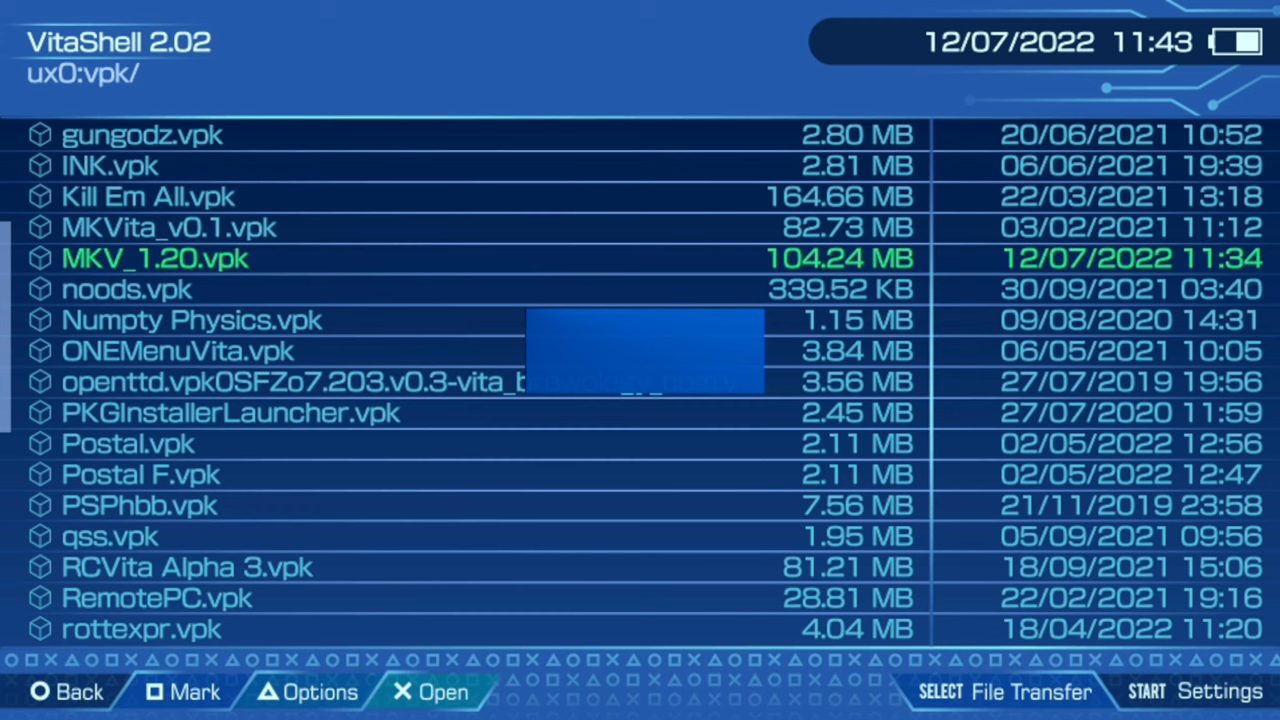 VitaShell 2.02
12/07/2022 11:43
ux0:vpk/
gungodz.vpk 2.80 MB 20/06/2021 10:52
INK.vpk 2.81 MB 06/06/2021 19:39
Kill Em All.vpk 164.66 MB 22/03/2021 13:18
MKVita_v0.1.vpk 82.73 MB 03/02/2021 11:12
MKV_1.20.vpk 104.24 MB 12/07/2022 11:34
noods.vpk 339.52 KB 30/09/2021 03:40
Numpty Physics.vpk 1.15 MB 09/08/2020 14:31
ONEMenuVita.vpk 3.84 MB 06/05/2021 10:05
3.56 MB 27/07/2019 19:56
PKGInstallerLauncher.vpk 2.45 MB 27/07/2020 11:59
Postal.vpk 2.11 MB 02/05/2022 12:56
Postal F.vpk 2.11 MB 02/05/2022 12:47
PSPhbb.vpk 7.56 MB 21/11/2019 23:58
qss.vpk 1.95 MB 05/09/2021 09:56
RCVita Alpha 3.vpk 81.21 MB 18/09/2021 15:06
RemotePC.vpk 28.81 MB 22/02/2021 19:16
rottexpr.vpk 4.04 MB 18/04/2022 11:20
Back Mark Options Open SELECT File Transfer START Settings